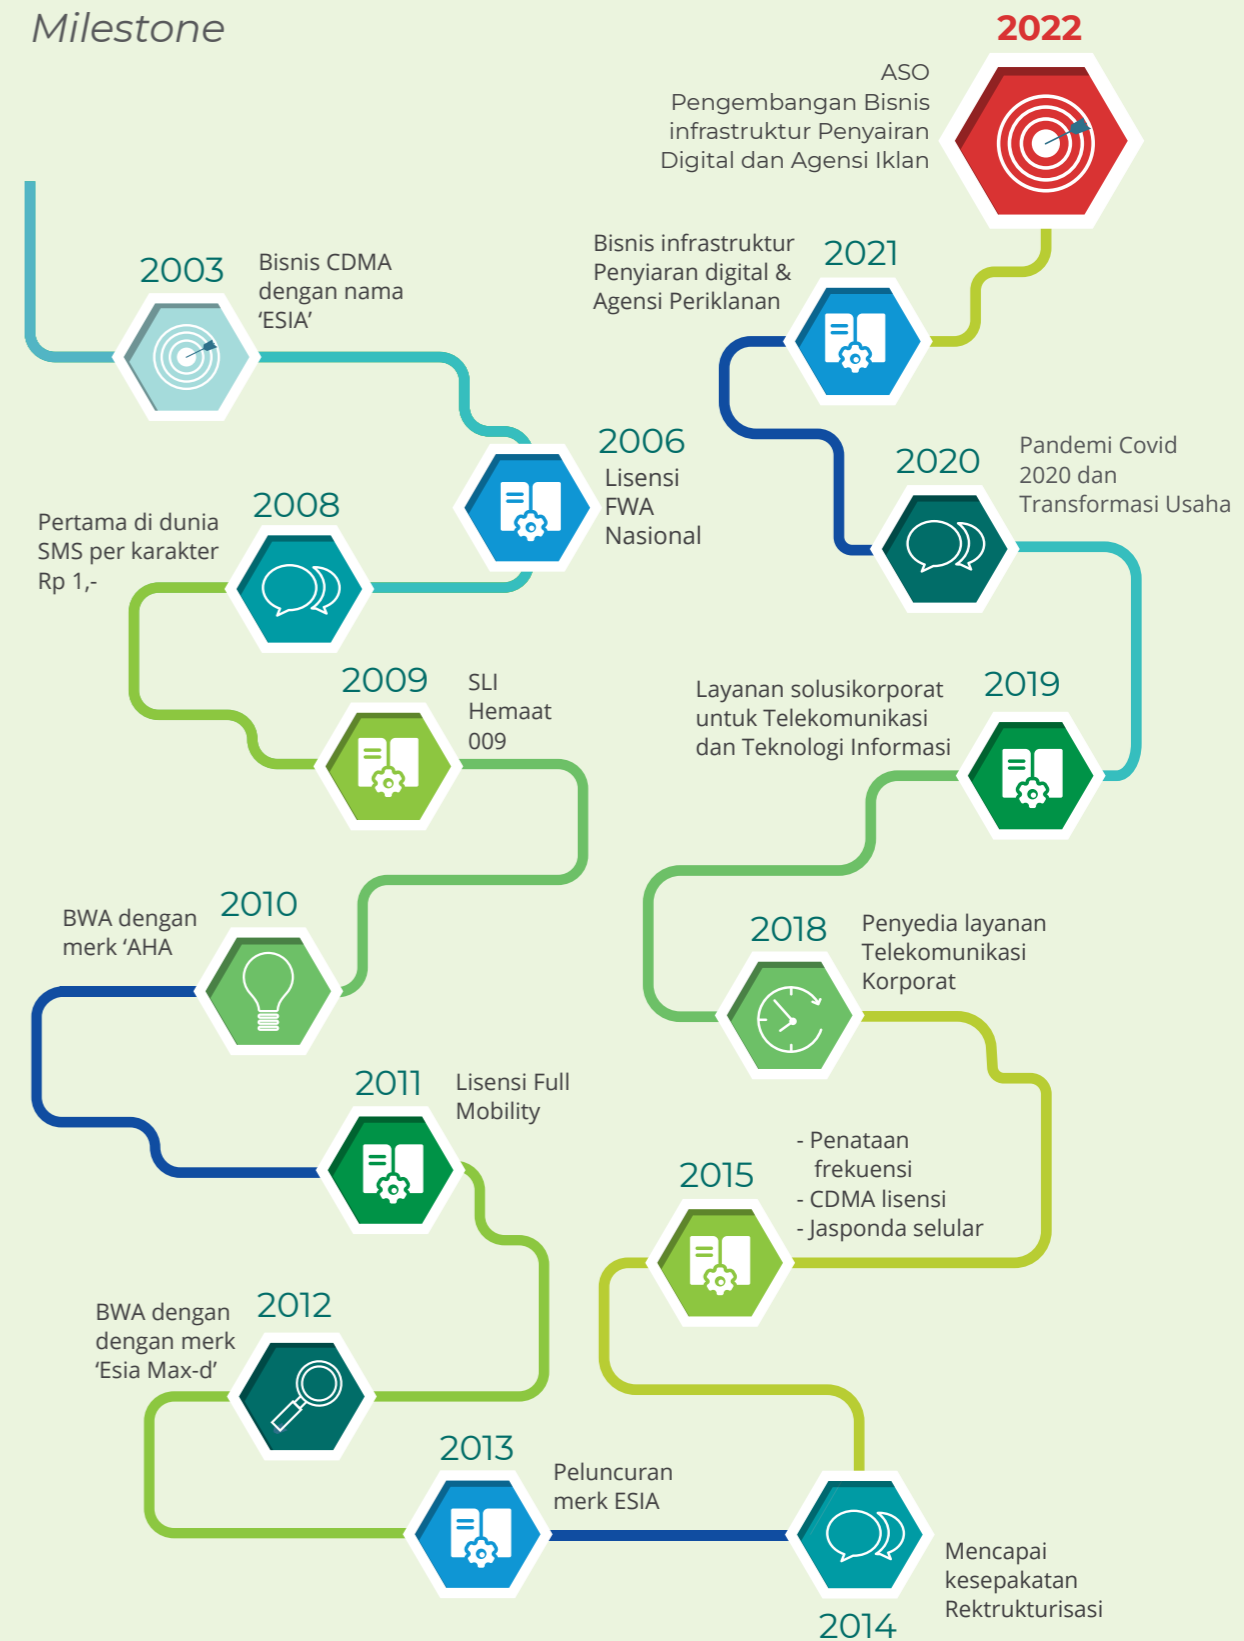 Milestone
2003
Bisnis CDMA
dengan nama
‘ESIA’
2006
Lisensi
FWA
Nasional
2008
Pertama di dunia
SMS per karakter
Rp 1,-
2009
SLI
Hemaat
009
2010
BWA dengan
merk ‘AHA
2011
Lisensi Full
Mobility
2012
BWA dengan
dengan merk
‘Esia Max-d’
2013
Peluncuran
merk ESIA
2014
Mencapai
kesepakatan
Rektrukturisasi
2015
- Penataan
frekuensi
- CDMA lisensi
- Jasponda selular
2018
Penyedia layanan
Telekomunikasi
Korporat
2019
Layanan solusikorporat
untuk Telekomunikasi
dan Teknologi Informasi
2020
Pandemi Covid
2020 dan
Transformasi Usaha
2021
Bisnis infrastruktur
Penyiaran digital &
Agensi Periklanan
2022
ASO
Pengembangan Bisnis
infrastruktur Penyairan
Digital dan Agensi Iklan